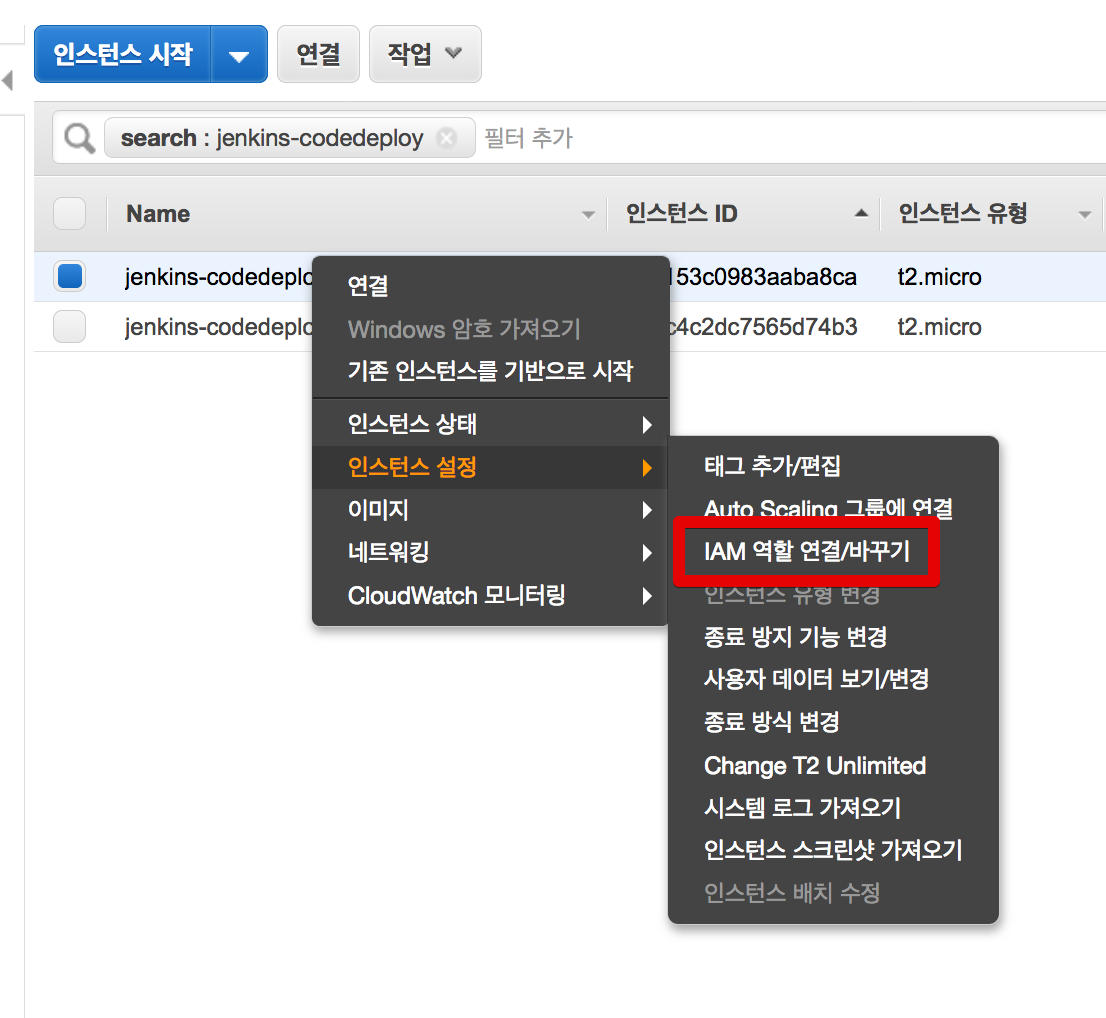 인스턴스 시작
연결
작업
search : jenkins-codedeploy
필터 추가
Name
인스턴스 ID
인스턴스 유형
jenkins-codedeplo
153c0983aaba8ca
t2.micro
jenkins-codedeplo
c4c2dc7565d74b3
t2.micro
연결
Windows 암호 가져오기
기존 인스턴스를 기반으로 시작
인스턴스 상태
인스턴스 설정
이미지
네트워킹
CloudWatch 모니터링
태그 추가/편집
Auto Scaling 그룹에 연결
IAM 역할 연결/바꾸기
인스턴스 유형 변경
종료 방지 기능 변경
사용자 데이터 보기/변경
종료 방식 변경
Change T2 Unlimited
시스템 로그 가져오기
인스턴스 스크린샷 가져오기
인스턴스 배치 수정